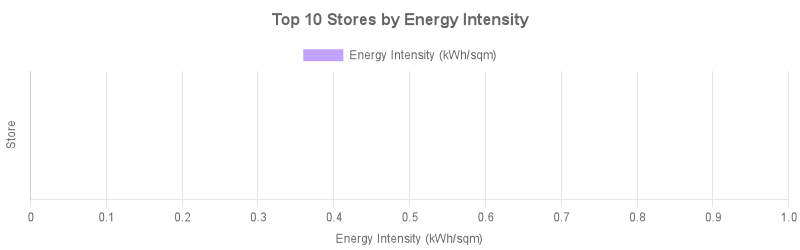 Top 10 Stores by Energy Intensity
Energy Intensity (kWh/sqm)
Store
0 0.1 0.2 0.3 0.4 0.5 0.6 0.7 0.8 0.9 1.0
Energy Intensity (kWh/sqm)